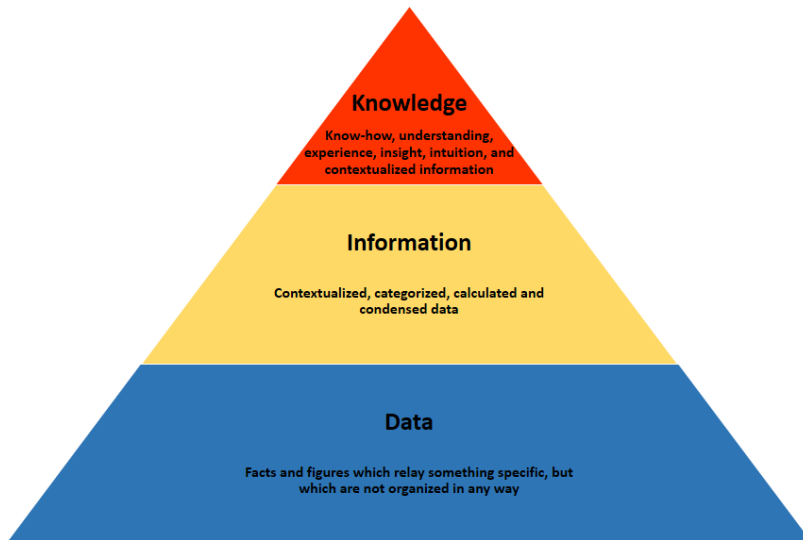 Knowledge
Know-how, understanding,
experience, insight, intuition, and
contextualized information
Information
Contextualized, categorized, calculated and
condensed data
Data
Facts and figures which relay something specific, but
which are not organized in any way